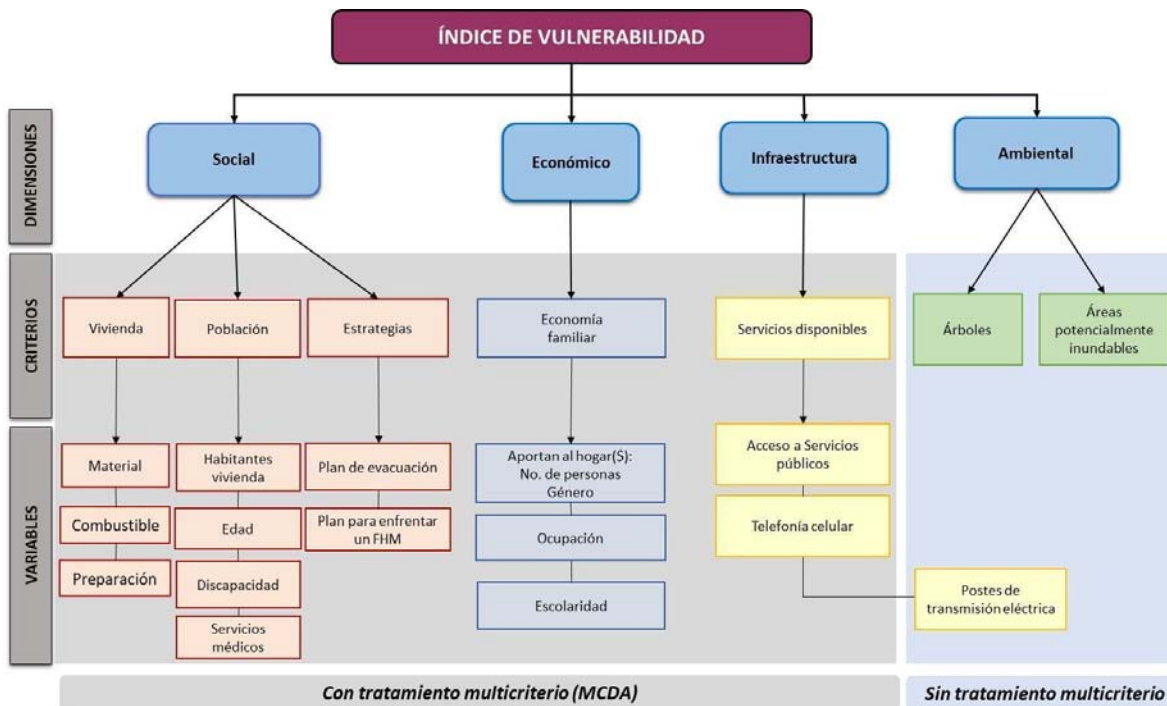 ÍNDICE DE VULNERABILIDAD
DIMENSIONES
Social
Económico
Infraestructura
Ambiental
CRITERIOS
Vivienda
Población
Estrategias
Economía
familiar
Servicios disponibles
Árboles
Áreas
potencialmente
inundables
VARIABLES
Material
Combustible
Preparación
Habitantes
vivienda
Edad
Discapacidad
Servicios
médicos
Plan de evacuación
Plan para enfrentar
un FHM
Aportan al hogar($):
No. de personas
Género
Ocupación
Escolaridad
Acceso a Servicios
públicos
Telefonía celular
Postes de
transmisión eléctrica
Con tratamiento multicriterio (MCDA)
Sin tratamiento multicriterio